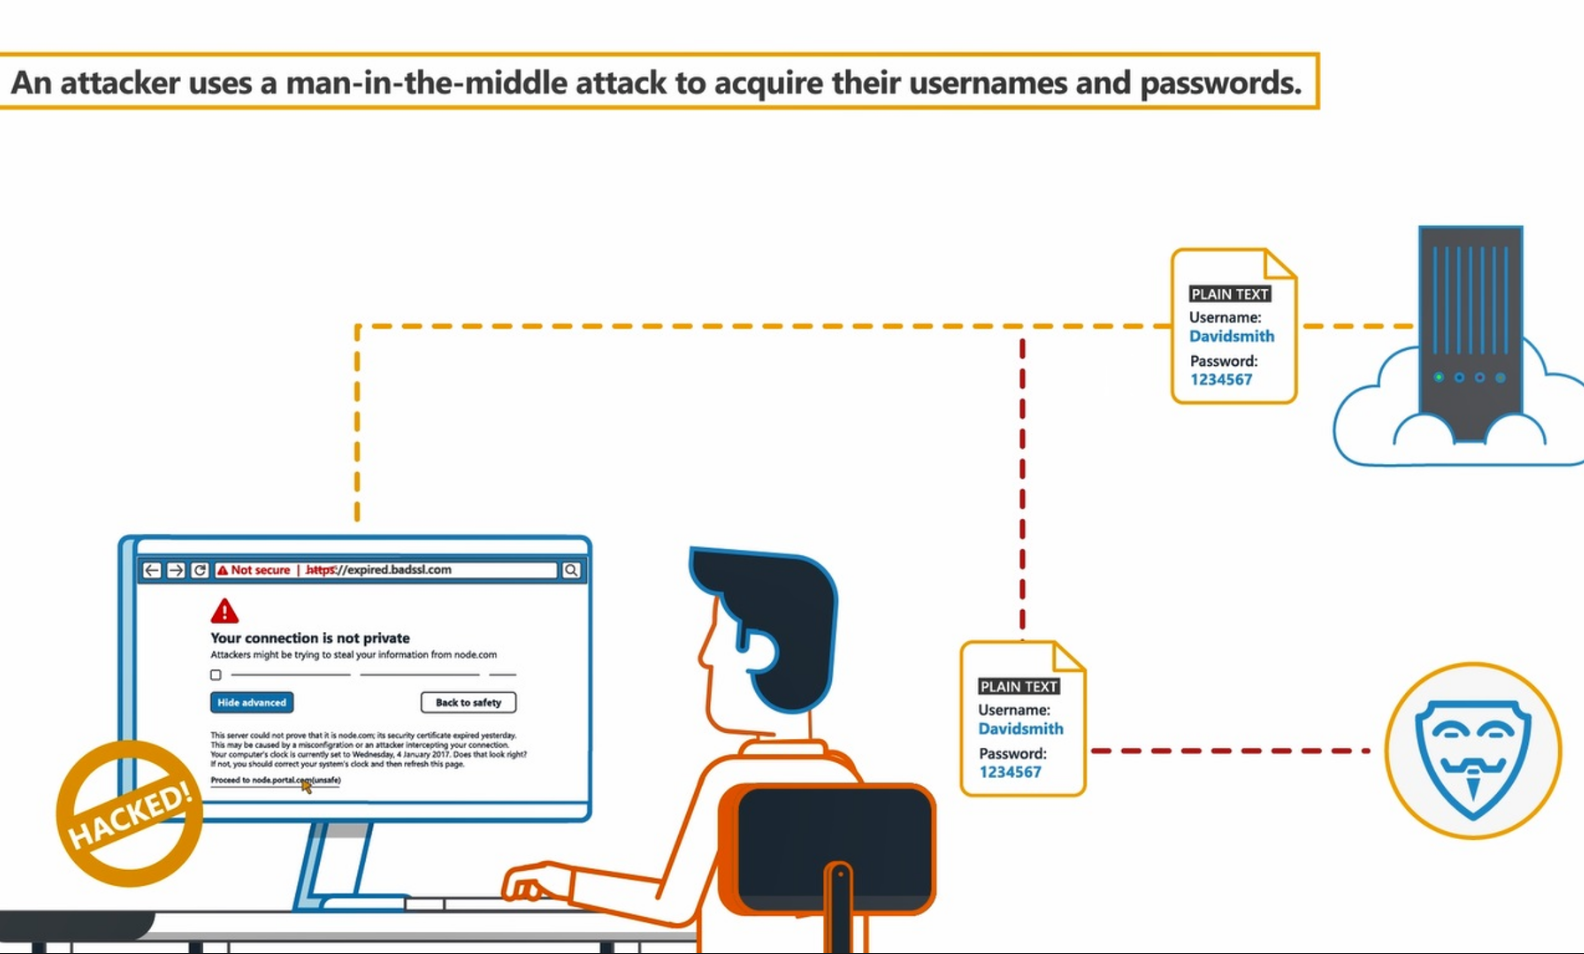 An attacker uses a man-in-the-middle attack to acquire their usernames and passwords.
PLAIN TEXT
Username:
Davidsmith
Password:
1234567
Not secure | https://expired.badssl.com
Your connection is not private
Attackers might be trying to steal your information from node.com
Hide advanced
Back to safety
This server could not prove that it is node.com; its security certificate expired yesterday.
This may be caused by a misconfigration or an attacker intercepting your connection.
Your computer's clock is currently set to Wednesday, 4 January 2017. Does that look right?
If not, you should correct your system's clock and then refresh this page.
Proceed to node.portal.com(unsafe)
HACKED!
PLAIN TEXT
Username:
Davidsmith
Password:
1234567